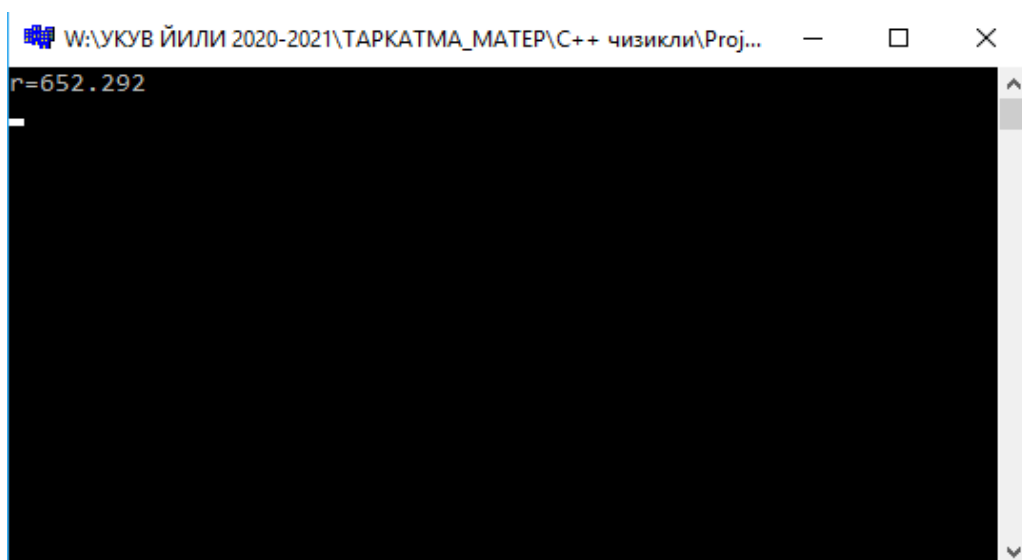 W:\УКУВ ЙИЛИ 2020-2021\ТАРКАТМА_МАТЕР\C++ чизикли\Proj...
r=652.292